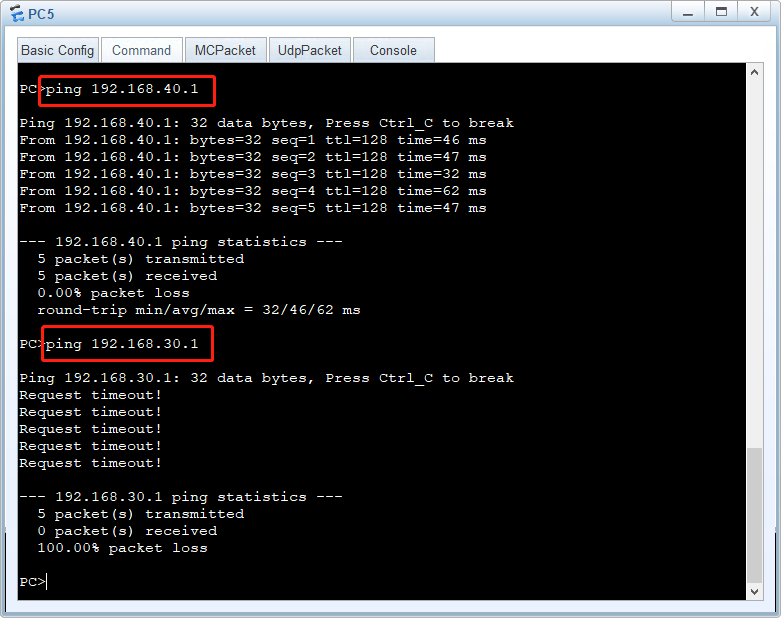 PC5
Basic Config Command MCPacket UdpPacket Console
PC>ping 192.168.40.1
Ping 192.168.40.1: 32 data bytes, Press Ctrl_C to break
From 192.168.40.1: bytes=32 seq=1 ttl=128 time=46 ms
From 192.168.40.1: bytes=32 seq=2 ttl=128 time=47 ms
From 192.168.40.1: bytes=32 seq=3 ttl=128 time=32 ms
From 192.168.40.1: bytes=32 seq=4 ttl=128 time=62 ms
From 192.168.40.1: bytes=32 seq=5 ttl=128 time=47 ms
--- 192.168.40.1 ping statistics ---
5 packet(s) transmitted
5 packet(s) received
0.00% packet loss
round-trip min/avg/max = 32/46/62 ms
PC>ping 192.168.30.1
Ping 192.168.30.1: 32 data bytes, Press Ctrl_C to break
Request timeout!
Request timeout!
Request timeout!
Request timeout!
Request timeout!
--- 192.168.30.1 ping statistics ---
5 packet(s) transmitted
0 packet(s) received
100.00% packet loss
PC>